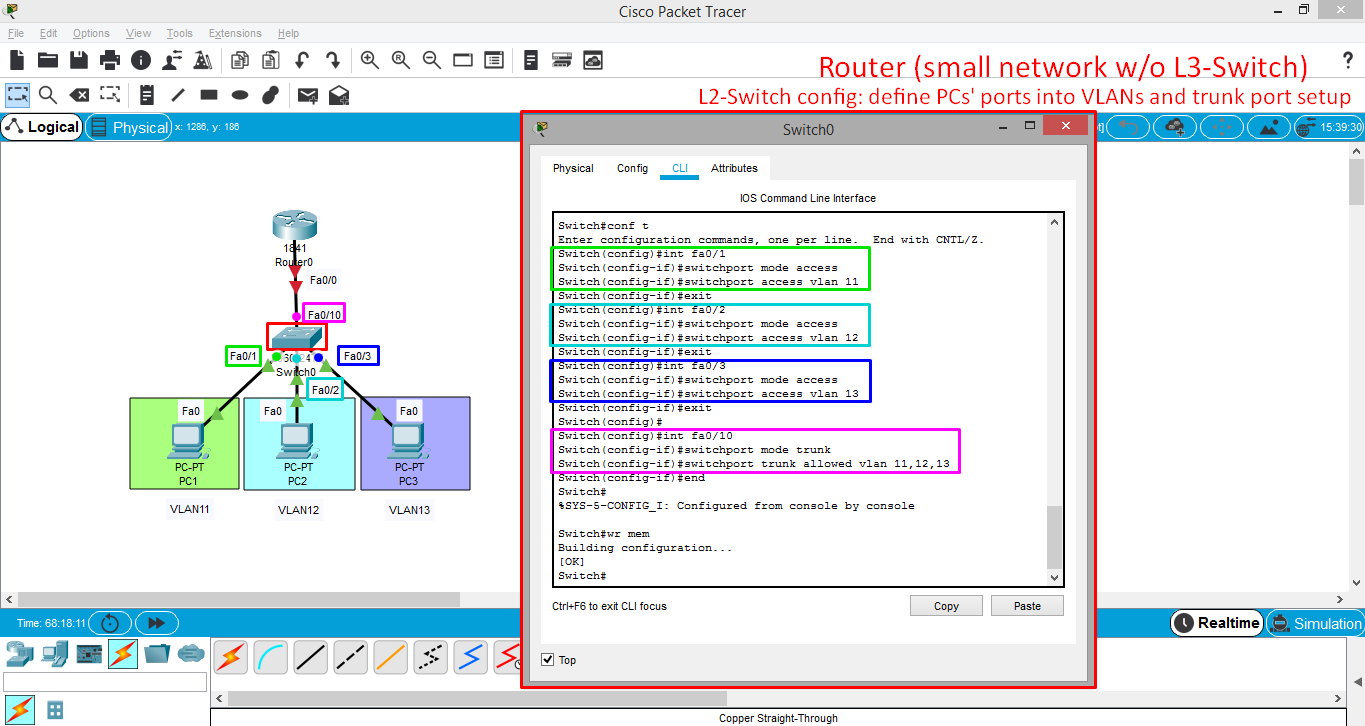 Cisco Packet Tracer
File Edit Options View Tools Extensions Help
Router (small network w/o L3-Switch)
L2-Switch config: define PCs' ports into VLANs and trunk port setup
?
Logical Physical x: 1286, y: 186
15:39:30
1841
Router0
Fa0/0
Fa0/10
Fa0/1
Fa0/3
Switch0
Fa0/2
Fa0 Fa0 Fa0
PC-PT PC-PT PC-PT
PC1 PC2 PC3
VLAN11 VLAN12 VLAN13
Switch0
Physical Config CLI Attributes
IOS Command Line Interface
Switch#conf t
Enter configuration commands, one per line. End with CNTL/Z.
Switch(config)#int fa0/1
Switch(config-if)#switchport mode access
Switch(config-if)#switchport access vlan 11
Switch(config-if)#exit
Switch(config)#int fa0/2
Switch(config-if)#switchport mode access
Switch(config-if)#switchport access vlan 12
Switch(config-if)#exit
Switch(config)#int fa0/3
Switch(config-if)#switchport mode access
Switch(config-if)#switchport access vlan 13
Switch(config-if)#exit
Switch(config)#
Switch(config)#int fa0/10
Switch(config-if)#switchport mode trunk
Switch(config-if)#switchport trunk allowed vlan 11,12,13
Switch(config-if)#end
Switch#
%SYS-5-CONFIG_I: Configured from console by console
Switch#wr mem
Building configuration...
[OK]
Switch#
Ctrl+F6 to exit CLI focus
Copy Paste
Top
Time: 68:18:11
Realtime Simulation
Copper Straight-Through